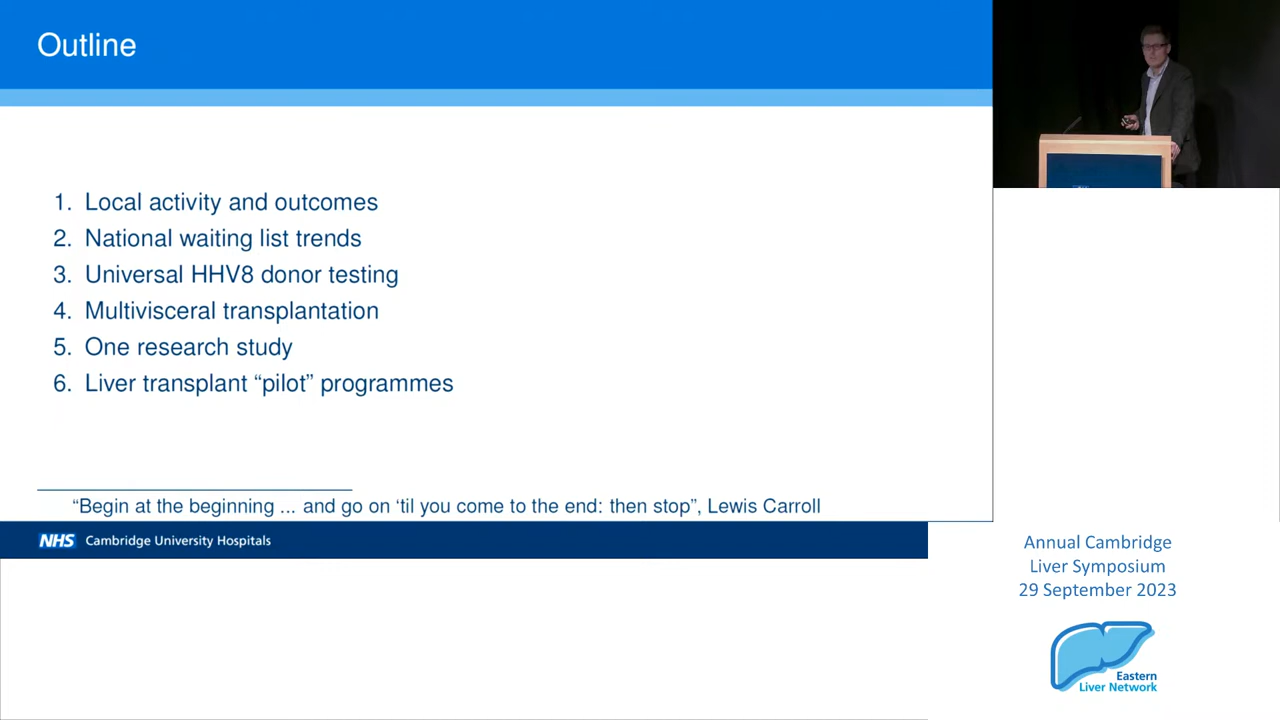 Outline
1. Local activity and outcomes
2. National waiting list trends
3. Universal HHV8 donor testing
4. Multivisceral transplantation
5. One research study
6. Liver transplant “pilot” programmes
“Begin at the beginning ... and go on ‘til you come to the end: then stop”, Lewis Carroll
NHS Cambridge University Hospitals
Annual Cambridge
Liver Symposium
29 September 2023
Eastern
Liver Network